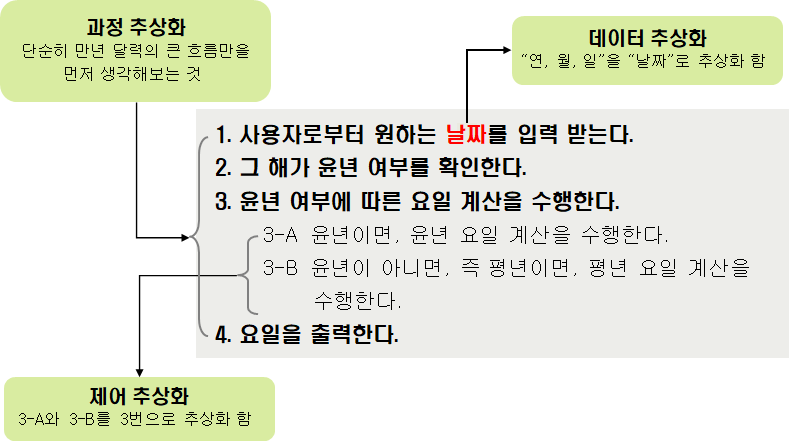 과정 추상화
단순히 만년 달력의 큰 흐름만을
먼저 생각해보는 것
데이터 추상화
“연, 월, 일”을 “날짜”로 추상화 함
1. 사용자로부터 원하는 날짜를 입력 받는다.
2. 그 해가 윤년 여부를 확인한다.
3. 윤년 여부에 따른 요일 계산을 수행한다.
3-A 윤년이면, 윤년 요일 계산을 수행한다.
3-B 윤년이 아니면, 즉 평년이면, 평년 요일 계산을
수행한다.
4. 요일을 출력한다.
제어 추상화
3-A와 3-B를 3번으로 추상화 함